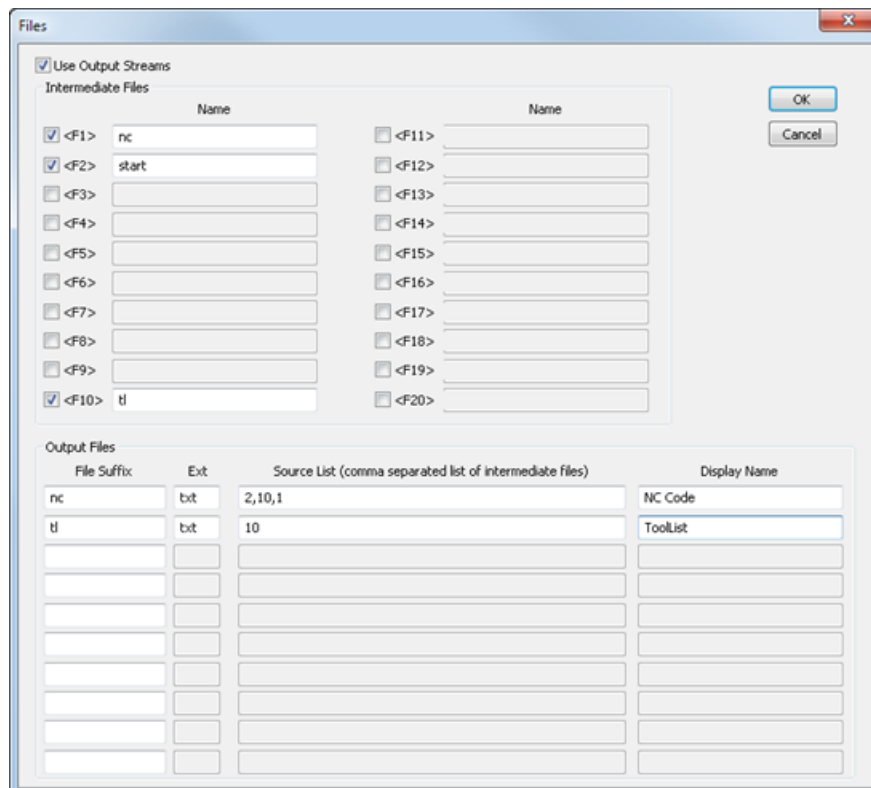 Files
Use Output Streams
Intermediate Files
Name Name
<F1> nc <F11>
<F2> start <F12>
<F3> <F13>
<F4> <F14>
<F5> <F15>
<F6> <F16>
<F7> <F17>
<F8> <F18>
<F9> <F19>
<F10> tl <F20>
OK
Cancel
Output Files
File Suffix Ext Source List (comma separated list of intermediate files) Display Name
nc txt 2,10,1 NC Code
tl txt 10 ToolList